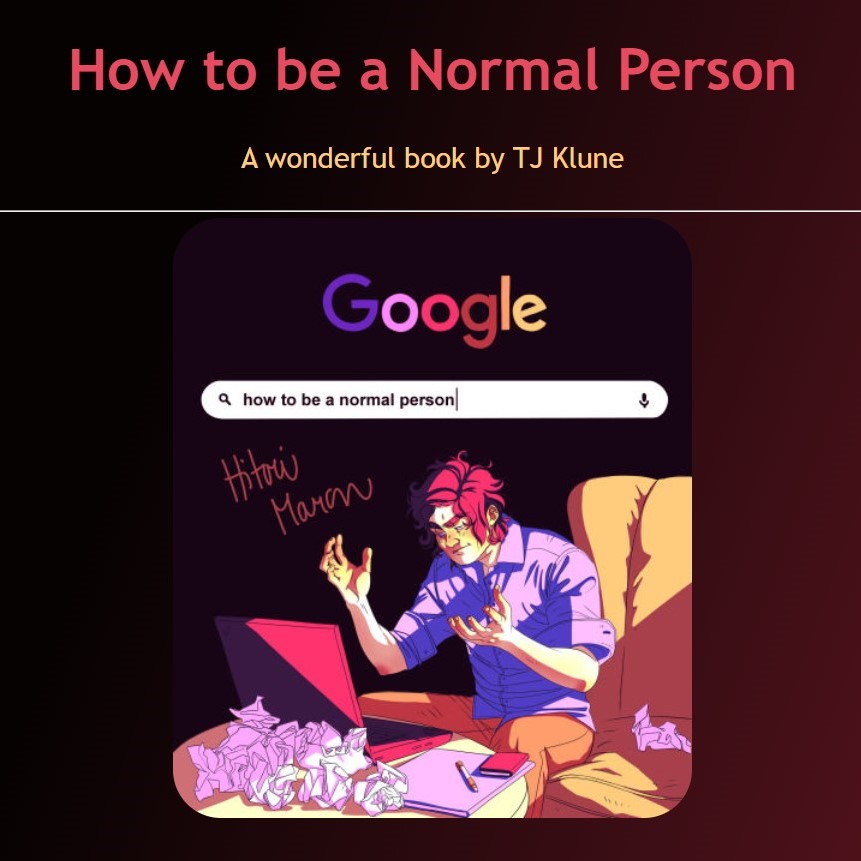 How to be a Normal Person
A wonderful book by TJ Klune
Google
how to be a normal person
Hitori
Maron